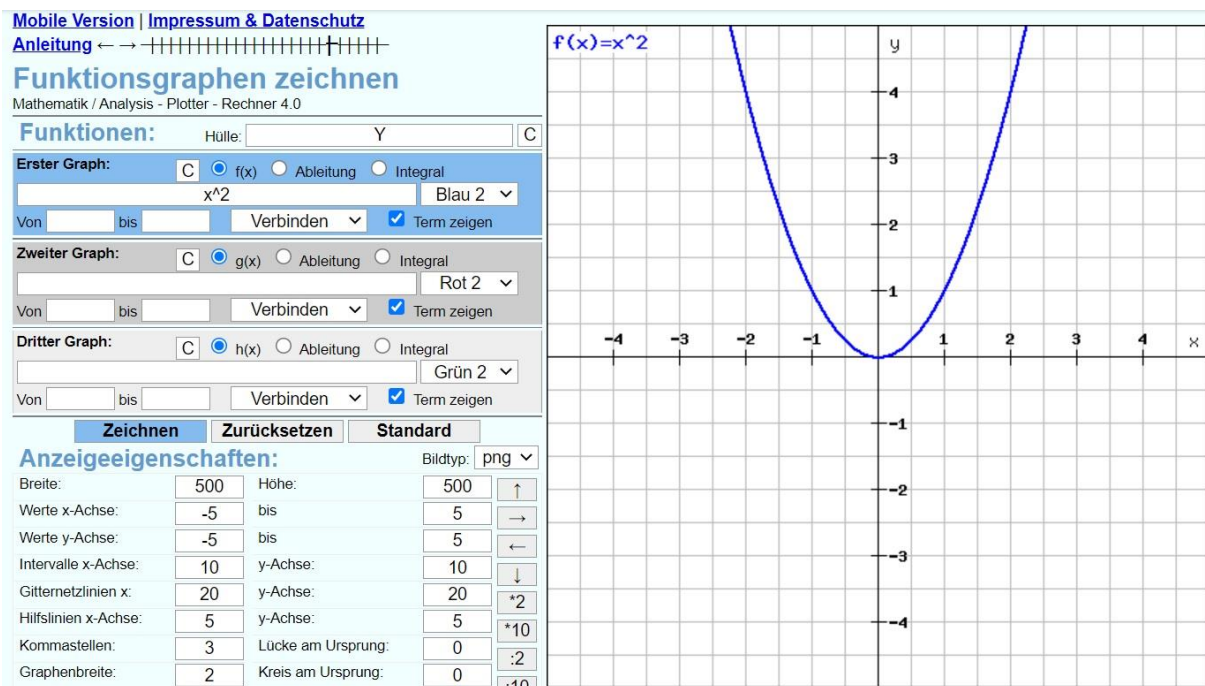 Mobile Version | Impressum & Datenschutz
Anleitung ← →
Funktionsgraphen zeichnen
Mathematik / Analysis - Plotter - Rechner 4.0
Funktionen: Hülle: Y C
Erster Graph: C f(x) Ableitung Integral
x^2 Blau 2
Von bis Verbinden Term zeigen
Zweiter Graph: C g(x) Ableitung Integral
Rot 2
Von bis Verbinden Term zeigen
Dritter Graph: C h(x) Ableitung Integral
Grün 2
Von bis Verbinden Term zeigen
Zeichnen Zurücksetzen Standard
Anzeigeeigenschaften: Bildtyp: png
Breite: 500 Höhe: 500 ↑
Werte x-Achse: -5 bis 5 →
Werte y-Achse: -5 bis 5 ←
Intervalle x-Achse: 10 y-Achse: 10 ↓
Gitternetzlinien x: 20 y-Achse: 20 *2
Hilfslinien x-Achse: 5 y-Achse: 5 *10
Kommastellen: 3 Lücke am Ursprung: 0 :2
Graphenbreite: 2 Kreis am Ursprung: 0 :10
f(x)=x^2
y
4
3
2
1
-4 -3 -2 -1 1 2 3 4 x
-1
-2
-3
-4